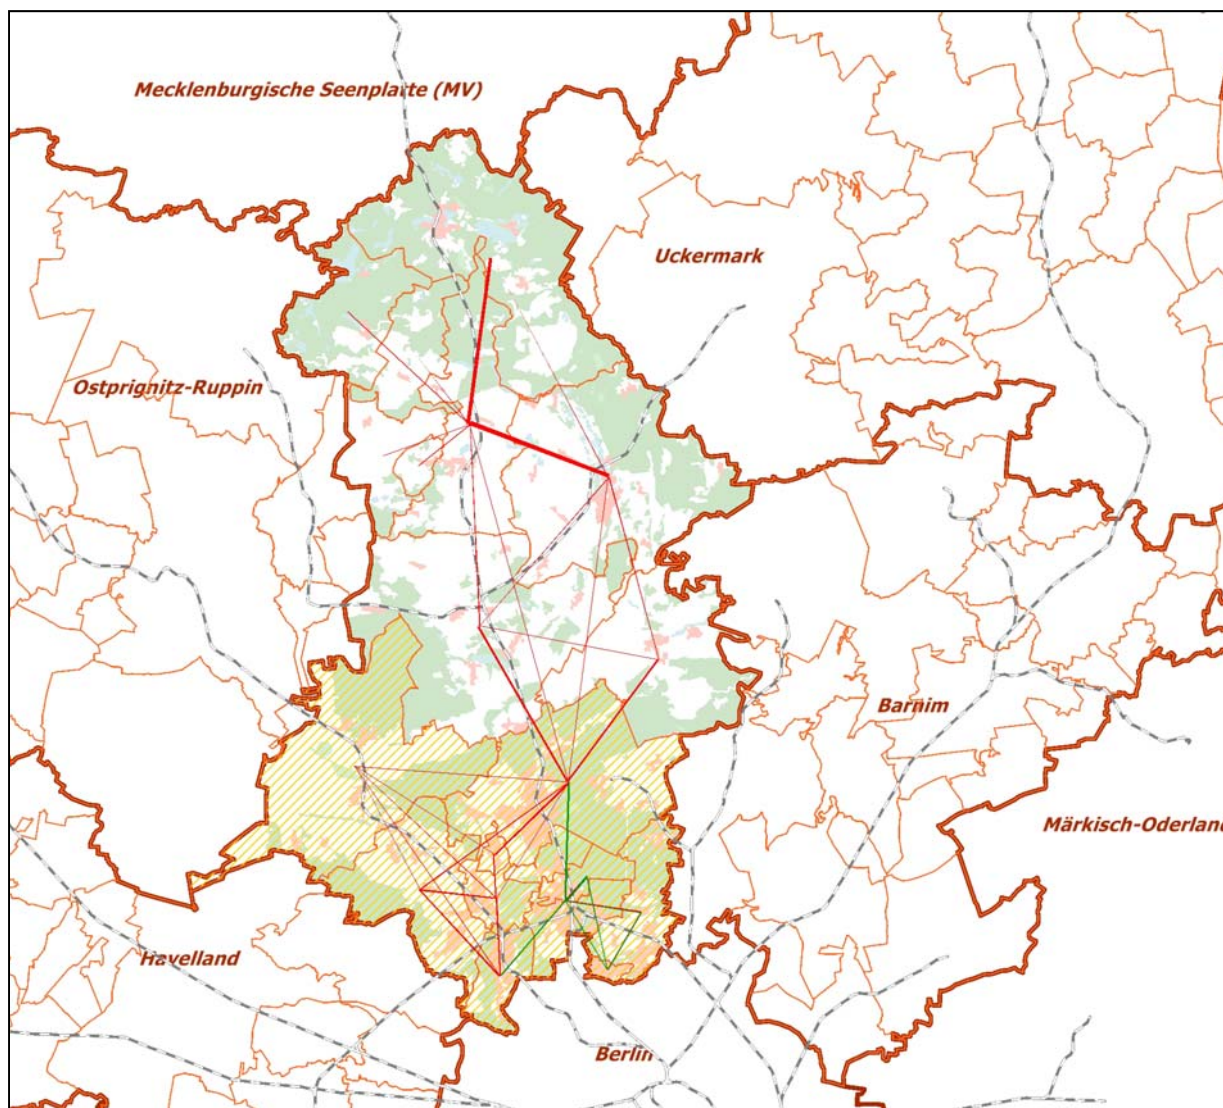 Mecklenburgische Seenplatte (MV)
Uckermark
Ostprignitz-Ruppin
Barnim
Märkisch-Oderland
Havelland
Berlin